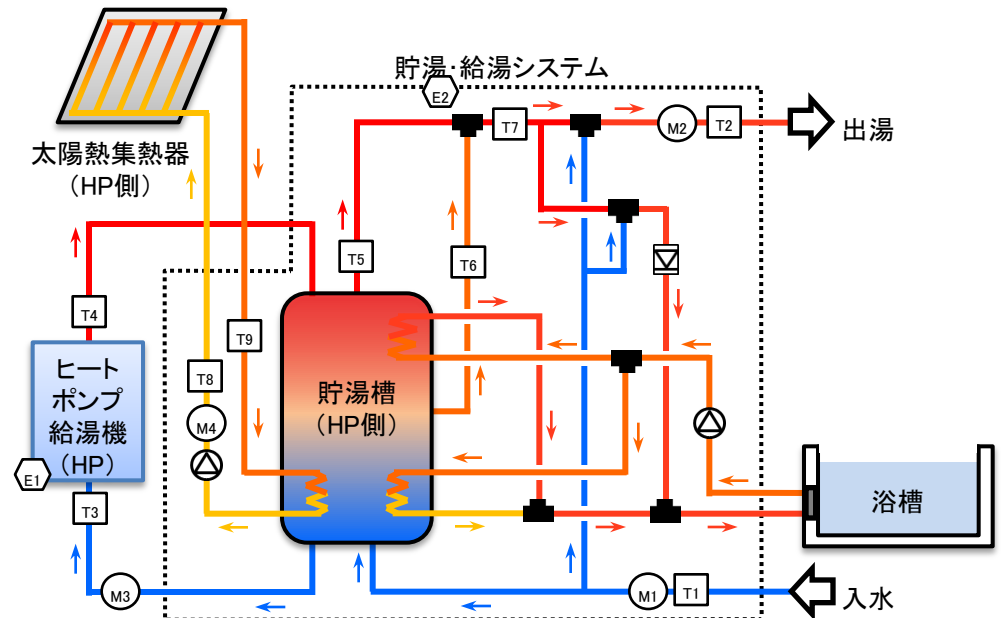 貯湯・給湯システム
E2
T7
M2
T2
出湯
太陽熱集熱器
（HP側）
T5
T6
T4
T9
ヒート
ポンプ
給湯機
（HP）
E1
T8
M4
貯湯槽
（HP側）
浴槽
T3
M3
M1
T1
入水